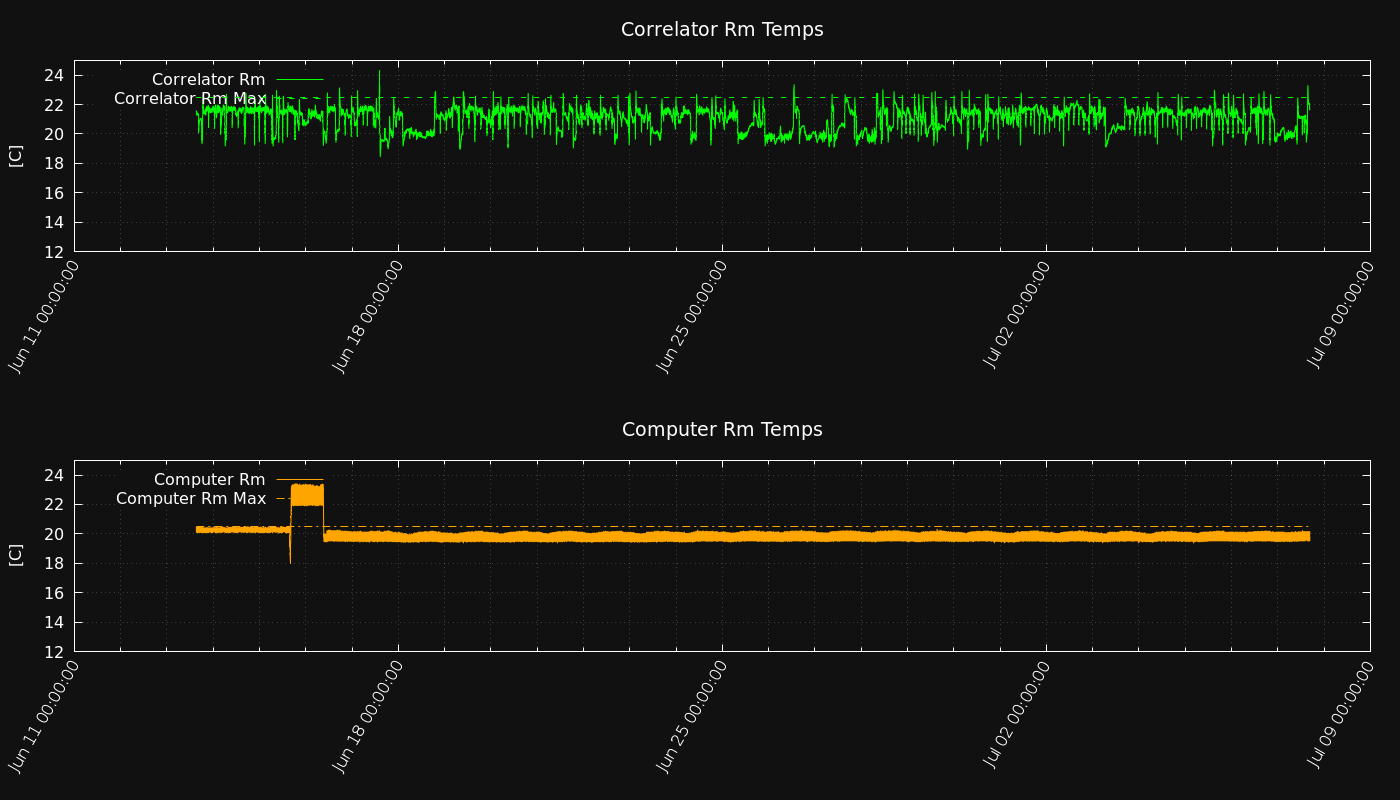 Correlator Rm Temps
Correlator Rm
Correlator Rm Max
[C]
24
22
20
18
16
14
12
Jun 11 00:00:00
Jun 18 00:00:00
Jun 25 00:00:00
Jul 02 00:00:00
Jul 09 00:00:00
Computer Rm Temps
Computer Rm
Computer Rm Max
[C]
24
22
20
18
16
14
12
Jun 11 00:00:00
Jun 18 00:00:00
Jun 25 00:00:00
Jul 02 00:00:00
Jul 09 00:00:00